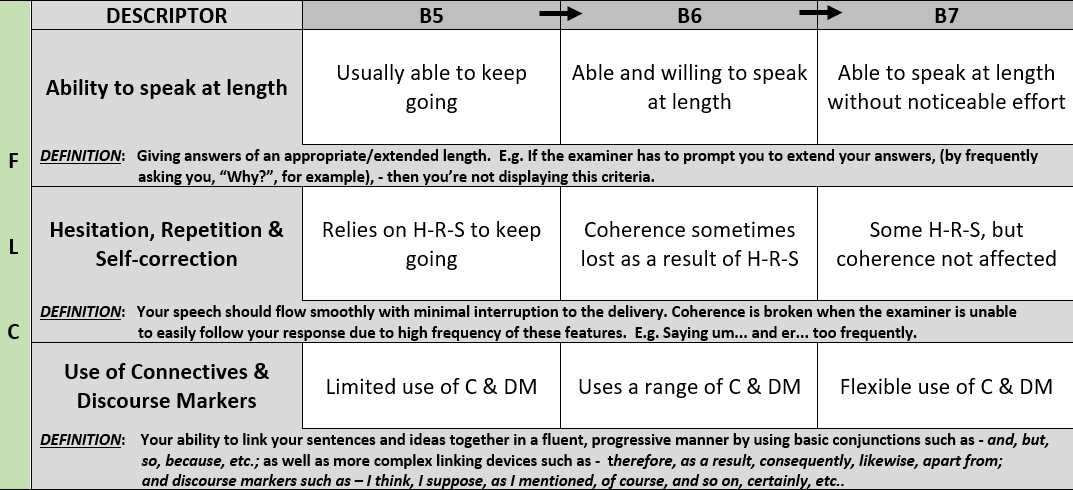 DESCRIPTOR B5 B6 B7
Ability to speak at length
Usually able to keep
going
Able and willing to speak
at length
Able to speak at length
without noticeable effort
F
DEFINITION: Giving answers of an appropriate/extended length. E.g. If the examiner has to prompt you to extend your answers, (by frequently
asking you, “Why?”, for example), - then you’re not displaying this criteria.
Hesitation, Repetition &
Self-correction
Relies on H-R-S to keep
going
Coherence sometimes
lost as a result of H-R-S
Some H-R-S, but
coherence not affected
L
DEFINITION: Your speech should flow smoothly with minimal interruption to the delivery. Coherence is broken when the examiner is unable
to easily follow your response due to high frequency of these features. E.g. Saying um... and er... too frequently.
C
Use of Connectives &
Discourse Markers
Limited use of C & DM
Uses a range of C & DM
Flexible use of C & DM
DEFINITION: Your ability to link your sentences and ideas together in a fluent, progressive manner by using basic conjunctions such as - and, but,
so, because, etc.; as well as more complex linking devices such as - therefore, as a result, consequently, likewise, apart from;
and discourse markers such as – I think, I suppose, as I mentioned, of course, and so on, certainly, etc..